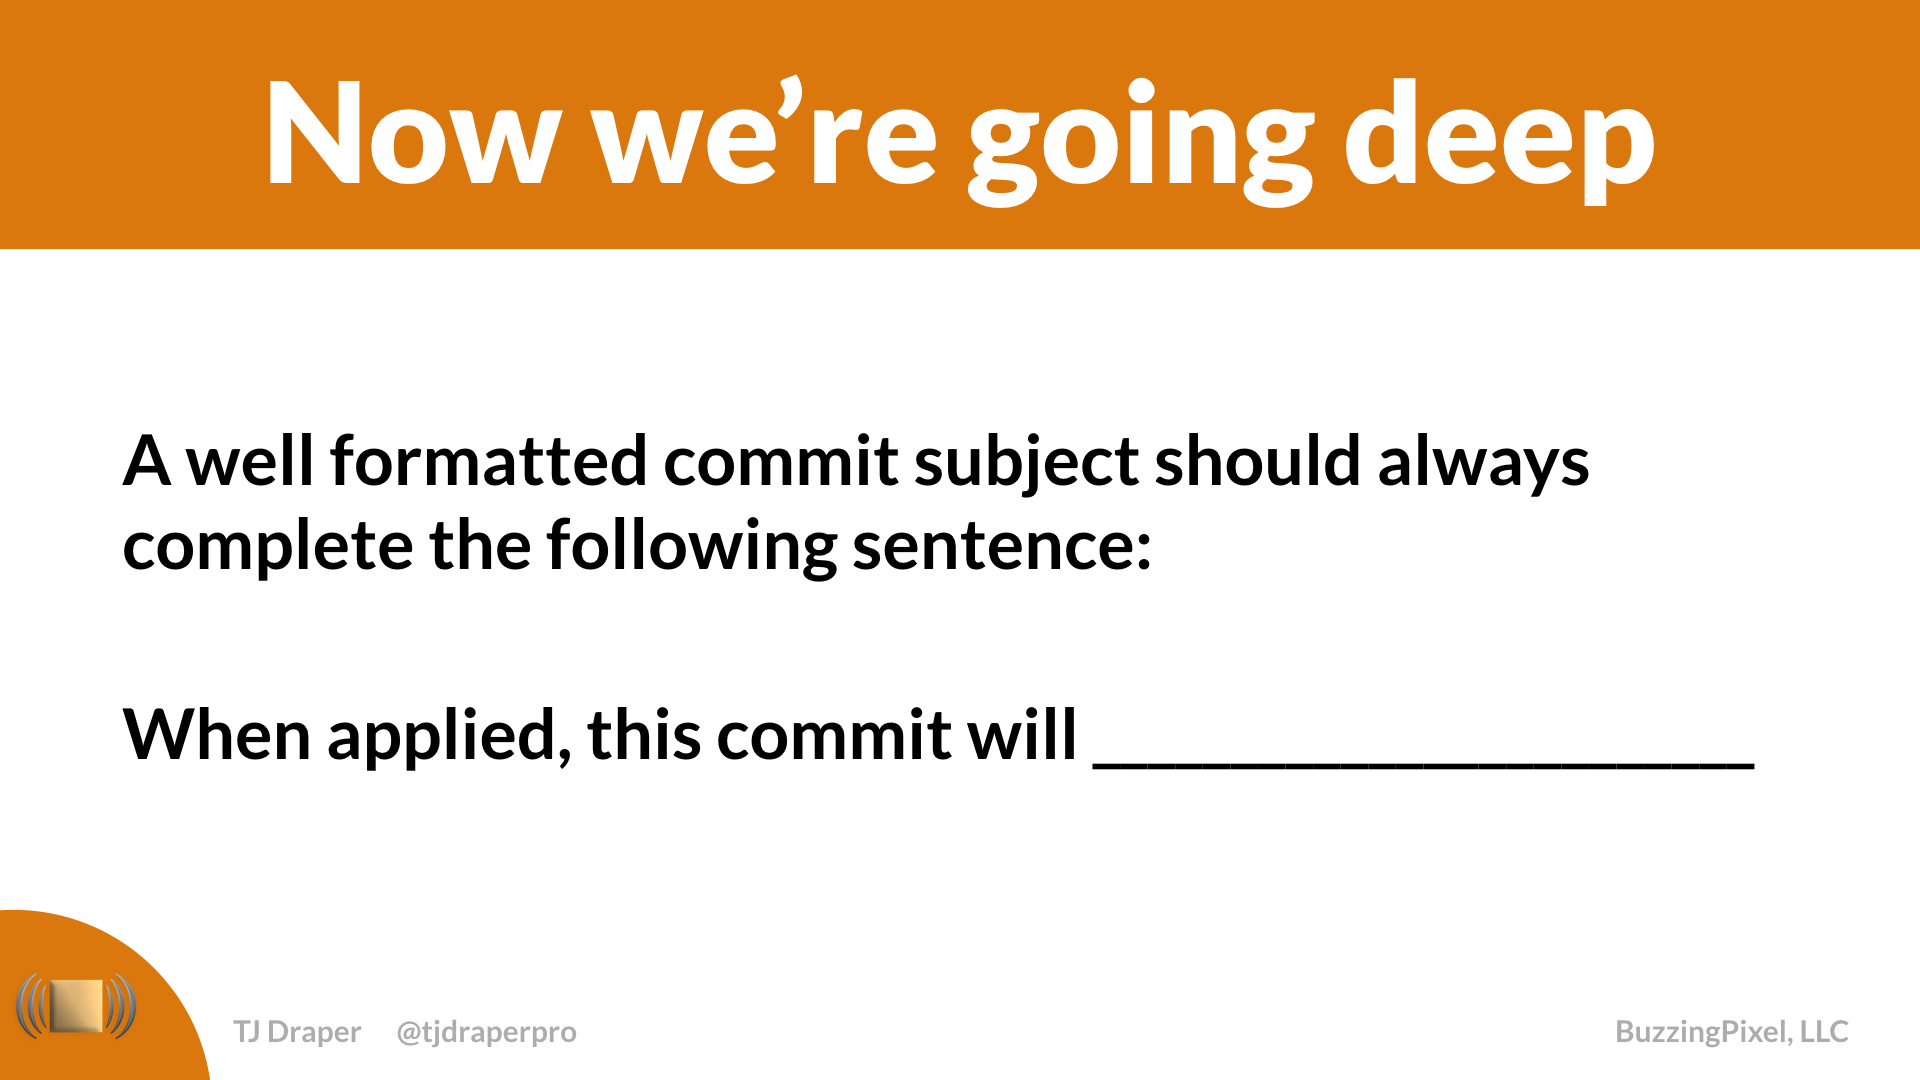 Now we’re going deep
A well formatted commit subject should always
complete the following sentence:
When applied, this commit will ________________________
TJ Draper @tjdraperpro
BuzzingPixel, LLC